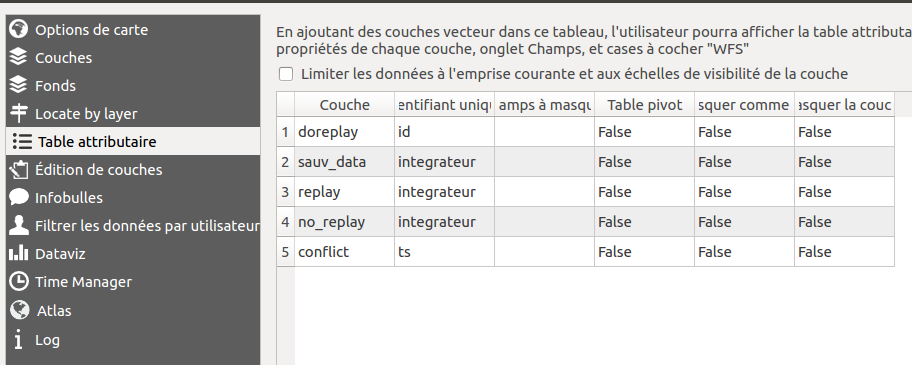 Options de carte
Couches
Fonds
Locate by layer
Table attributaire
Édition de couches
Infobulles
Filtrer les données par utilisateur
Dataviz
Time Manager
Atlas
Log
En ajoutant des couches vecteur dans ce tableau, l'utilisateur pourra afficher la table attributa
propriétés de chaque couche, onglet Champs, et cases à cocher "WFS"
Limiter les données à l'emprise courante et aux échelles de visibilité de la couche
Couche entifiant uniqu amps à masqu Table pivot squer comme asquer la couc
1 doreplay id False False False
2 sauv_data integrateur False False False
3 replay integrateur False False False
4 no_replay integrateur False False False
5 conflict ts False False False